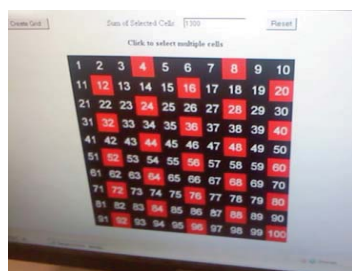 Create Grid Sum of Selected Cells: 1300 Reset
Click to select multiple cells
1 2 3 4 5 6 7 8 9 10
11 12 13 14 15 16 17 18 19 20
21 22 23 24 25 26 27 28 29 30
31 32 33 34 35 36 37 38 39 40
41 42 43 44 45 46 47 48 49 50
51 52 53 54 55 56 57 58 59 60
61 62 63 64 65 66 67 68 69 70
71 72 73 74 75 76 77 78 79 80
81 82 83 84 85 86 87 88 89 90
91 92 93 94 95 96 97 98 99 100